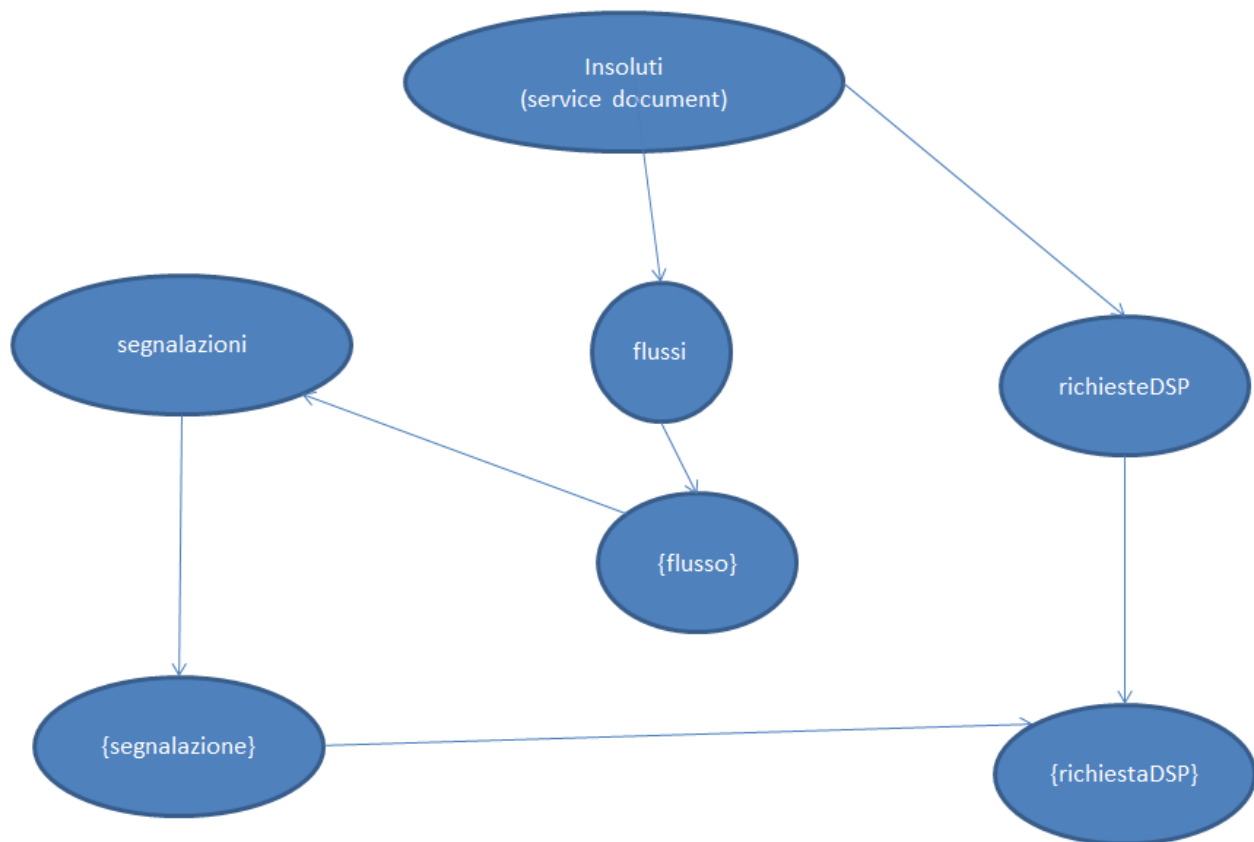 Insoluti
(service document)
segnalazioni
flussi
richiesteDSP
{flusso}
{segnalazione}
{richiestaDSP}